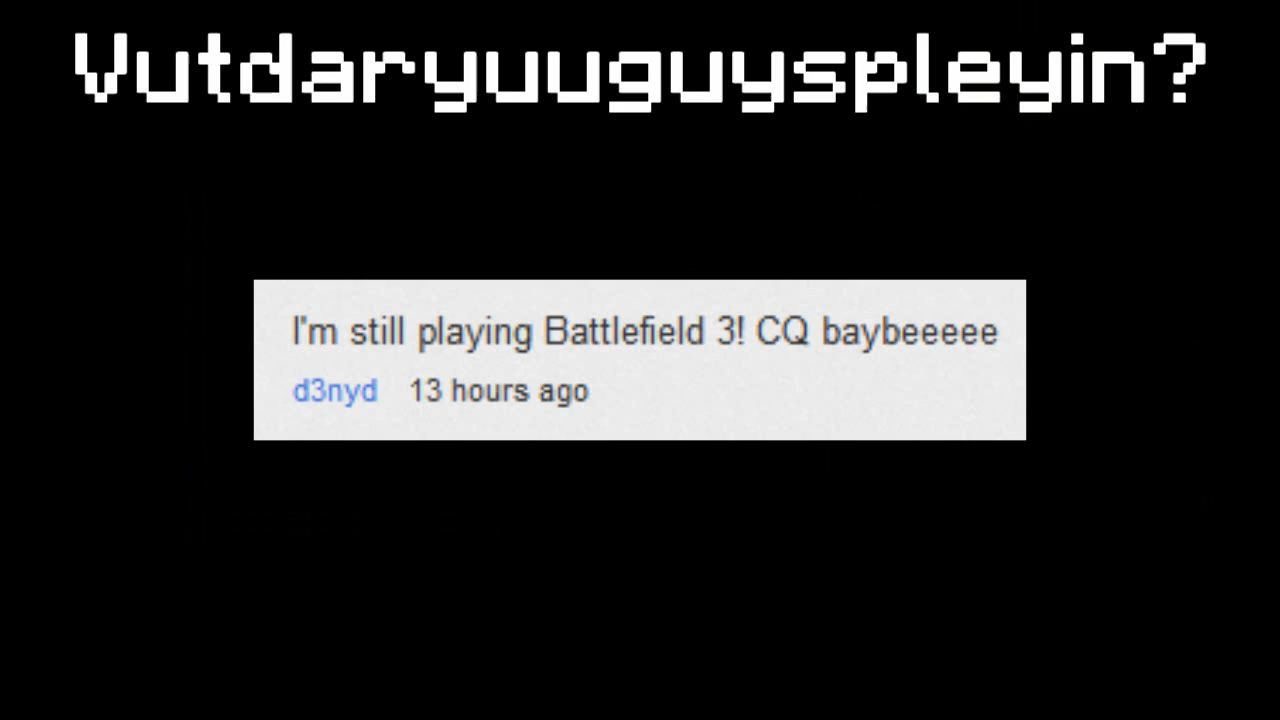 Vutdaryuuguyspleyin?
I'm still playing Battlefield 3! CQ baybeeeee
d3nyd 13 hours ago